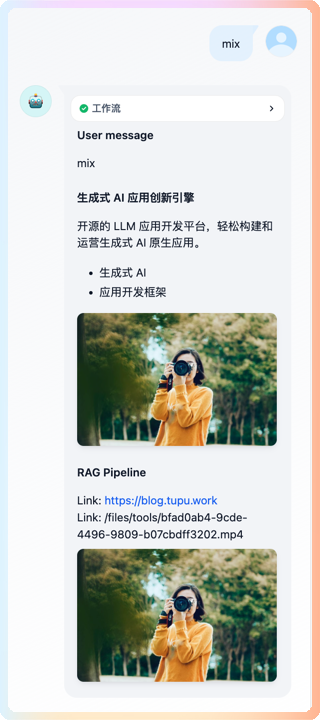 mix
工作流
User message
mix
生成式 AI 应用创新引擎
开源的 LLM 应用开发平台，轻松构建和
运营生成式 AI 原生应用。
• 生成式 AI
• 应用开发框架
RAG Pipeline
Link: https://blog.tupu.work
Link: /files/tools/bfad0ab4-9cde-
4496-9809-b07cbdff3202.mp4